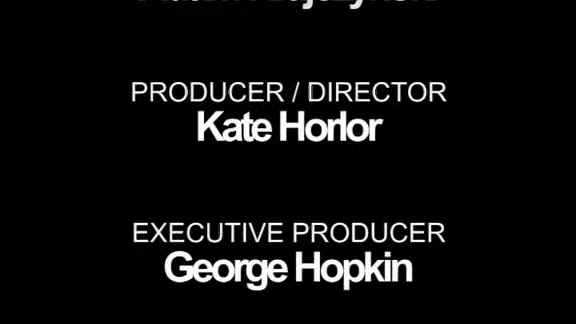 PRODUCER / DIRECTOR
Kate Horlor
EXECUTIVE PRODUCER
George Hopkin